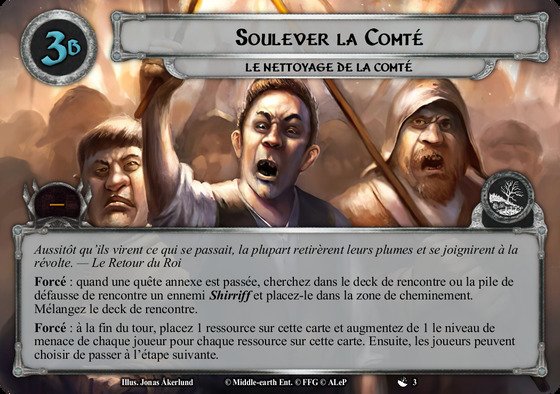 3B
Soulever la Comté
le nettoyage de la comté
–
Aussitôt qu'ils virent ce qui se passait, la plupart retirèrent leurs plumes et se joignirent à la
révolte. — Le Retour du Roi
Forcé : quand une quête annexe est passée, cherchez dans le deck de rencontre ou la pile de
défausse de rencontre un ennemi Shirriff et placez-le dans la zone de cheminement.
Mélangez le deck de rencontre.
Forcé : à la fin du tour, placez 1 ressource sur cette carte et augmentez de 1 le niveau de
menace de chaque joueur pour chaque ressource sur cette carte. Ensuite, les joueurs peuvent
choisir de passer à l'étape suivante.
Illus. Jonas Åkerlund © Middle-earth Ent. © FFG © ALeP 3